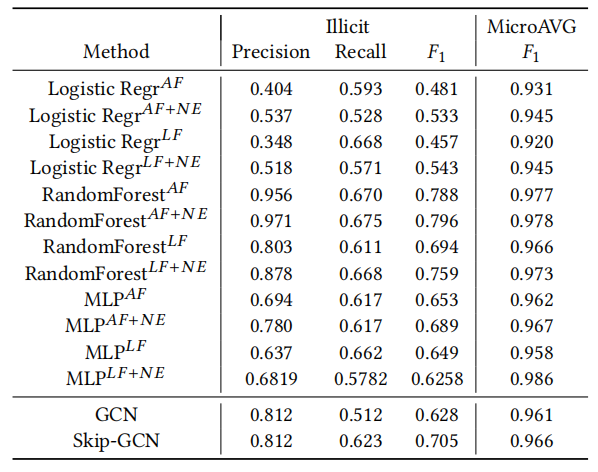 Illicit MicroAVG
Method Precision Recall F1 F1
Logistic Regr^AF 0.404 0.593 0.481 0.931
Logistic Regr^AF+NE 0.537 0.528 0.533 0.945
Logistic Regr^LF 0.348 0.668 0.457 0.920
Logistic Regr^LF+NE 0.518 0.571 0.543 0.945
RandomForest^AF 0.956 0.670 0.788 0.977
RandomForest^AF+NE 0.971 0.675 0.796 0.978
RandomForest^LF 0.803 0.611 0.694 0.966
RandomForest^LF+NE 0.878 0.668 0.759 0.973
MLP^AF 0.694 0.617 0.653 0.962
MLP^AF+NE 0.780 0.617 0.689 0.967
MLP^LF 0.637 0.662 0.649 0.958
MLP^LF+NE 0.6819 0.5782 0.6258 0.986
GCN 0.812 0.512 0.628 0.961
Skip-GCN 0.812 0.623 0.705 0.966